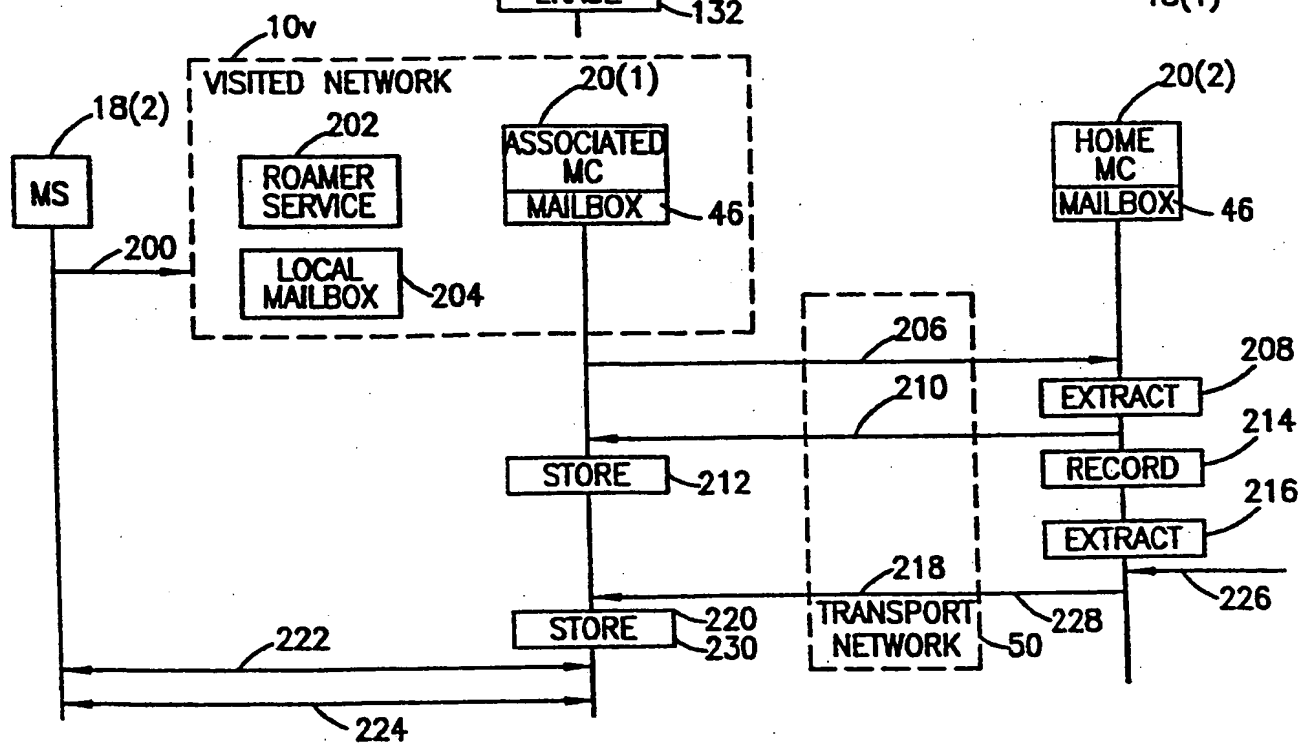 132
10v
VISITED NETWORK
18(2)
20(1)
20(2)
202
MS
ROAMER
SERVICE
ASSOCIATED
MC
MAILBOX
46
HOME
MC
MAILBOX
46
200
LOCAL
MAILBOX
204
206
208
EXTRACT
210
214
STORE
212
RECORD
216
EXTRACT
218
226
220
STORE
230
TRANSPORT
NETWORK
50
228
222
224